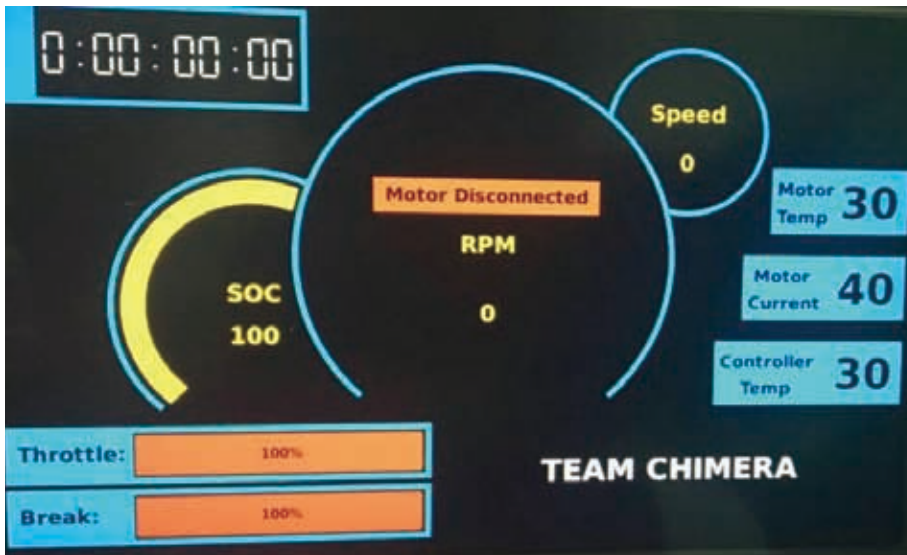 0:00:00:00
Speed
0
Motor Disconnected
RPM
0
SOC
100
Motor
Temp
30
Motor
Current
40
Controller
Temp
30
Throttle:
100%
Break:
100%
TEAM CHIMERA